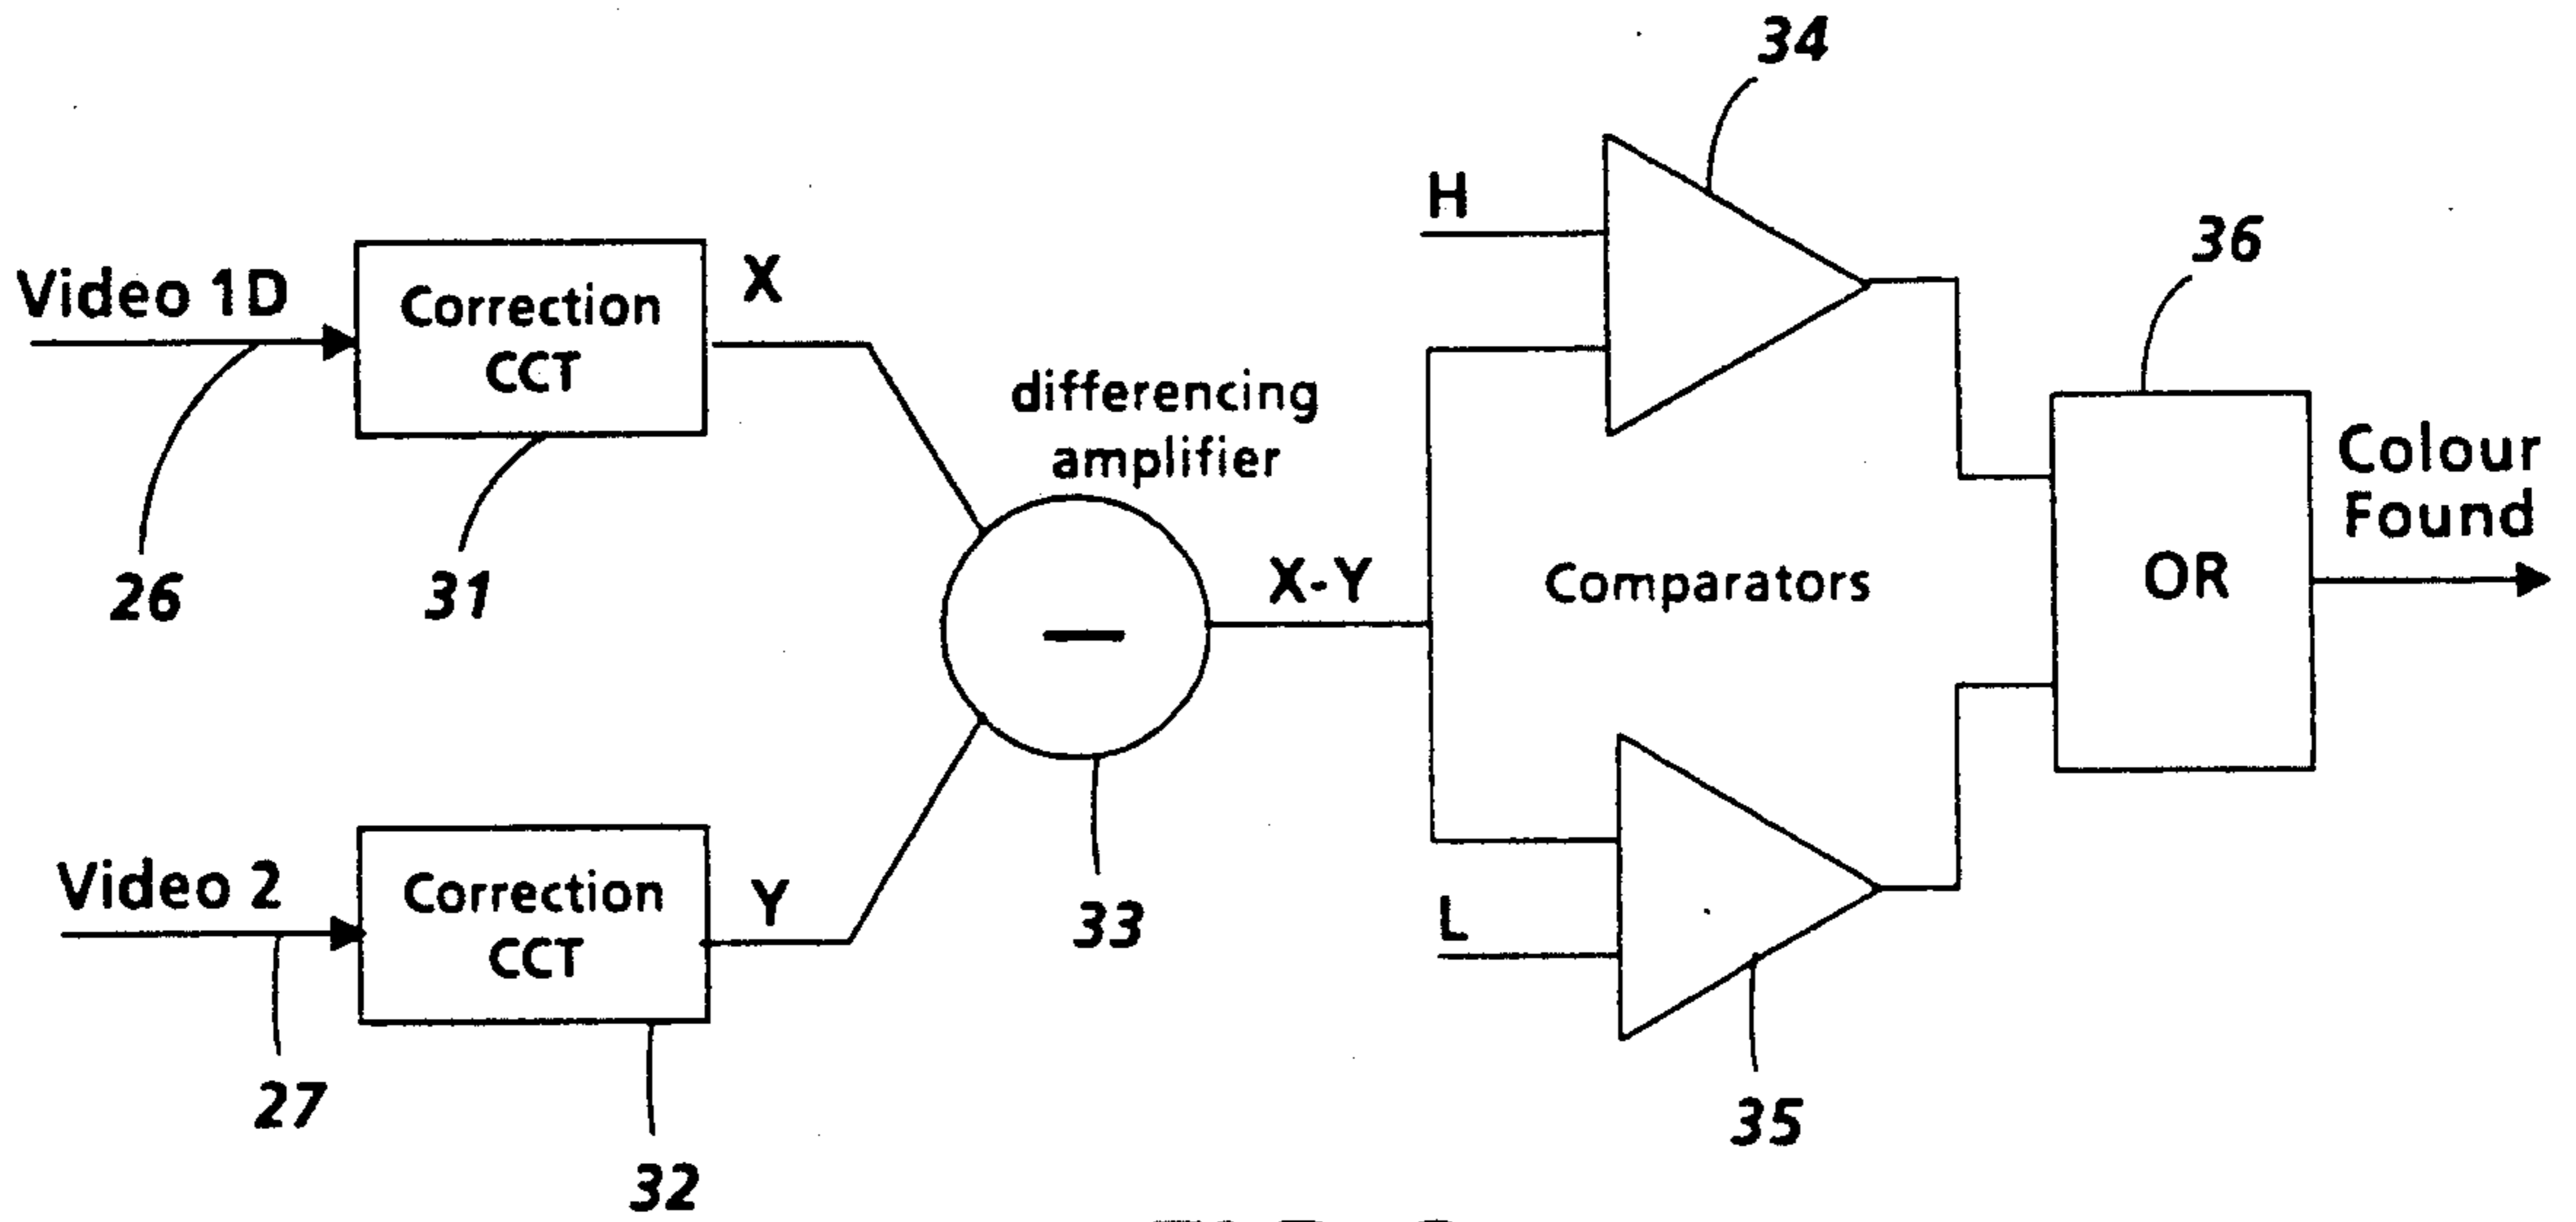 34
H
36
Video 1D
Correction
CCT
X
differencing
amplifier
Colour
Found
26
31
X-Y
Comparators
OR
—
Video 2
Correction
CCT
Y
33
L
27
32
35